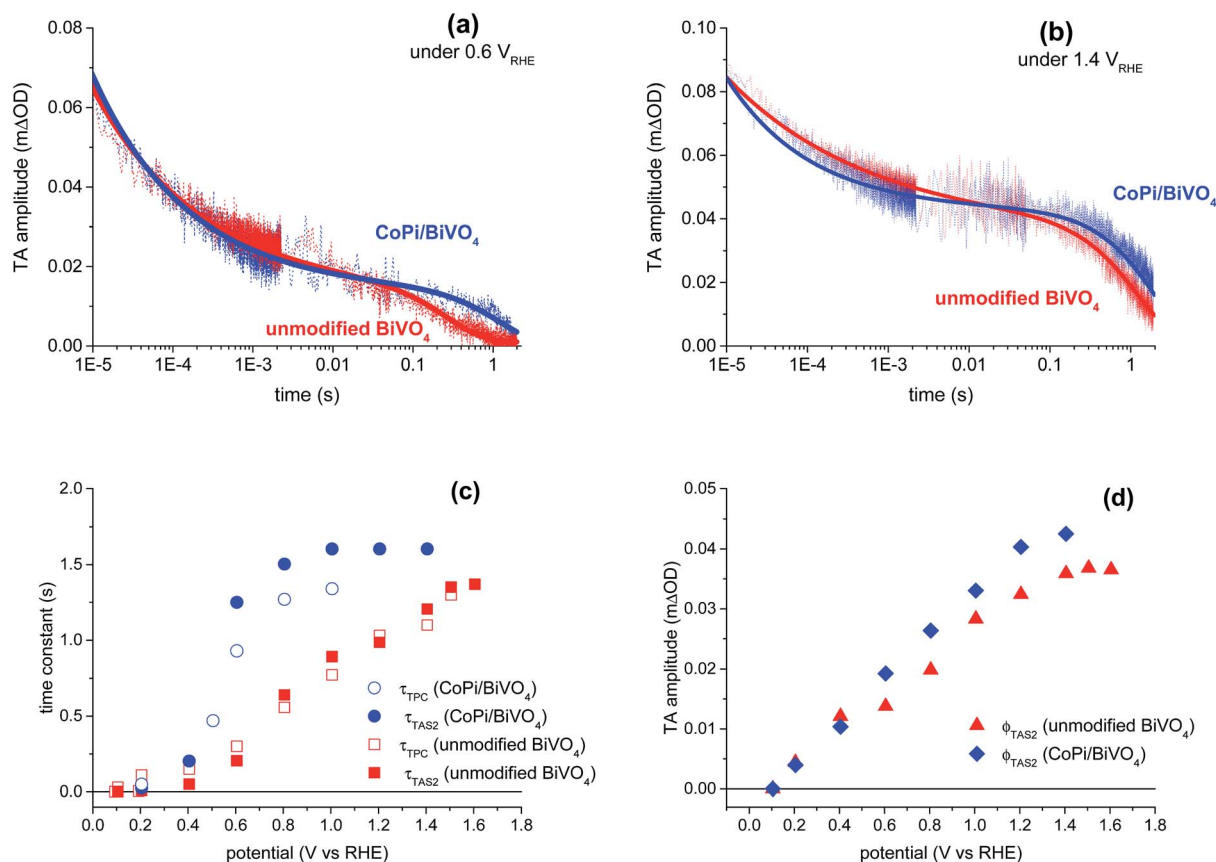 (a)
under 0.6 V_RHE
0.08
0.06
0.04
0.02
0.00
TA amplitude (mΔOD)
CoPi/BiVO₄
unmodified BiVO₄
1E-5 1E-4 1E-3 0.01 0.1 1
time (s)
(b)
under 1.4 V_RHE
0.10
0.08
0.06
0.04
0.02
0.00
TA amplitude (mΔOD)
CoPi/BiVO₄
unmodified BiVO₄
1E-5 1E-4 1E-3 0.01 0.1 1
time (s)
(c)
2.0
1.5
1.0
0.5
0.0
time constant (s)
τ_TPC (CoPi/BiVO₄)
τ_TAS2 (CoPi/BiVO₄)
τ_TPC (unmodified BiVO₄)
τ_TAS2 (unmodified BiVO₄)
0.0 0.2 0.4 0.6 0.8 1.0 1.2 1.4 1.6 1.8
potential (V vs RHE)
(d)
0.05
0.04
0.03
0.02
0.01
0.00
TA amplitude (mΔOD)
ϕ_TAS2 (unmodified BiVO₄)
ϕ_TAS2 (CoPi/BiVO₄)
0.0 0.2 0.4 0.6 0.8 1.0 1.2 1.4 1.6 1.8
potential (V vs RHE)